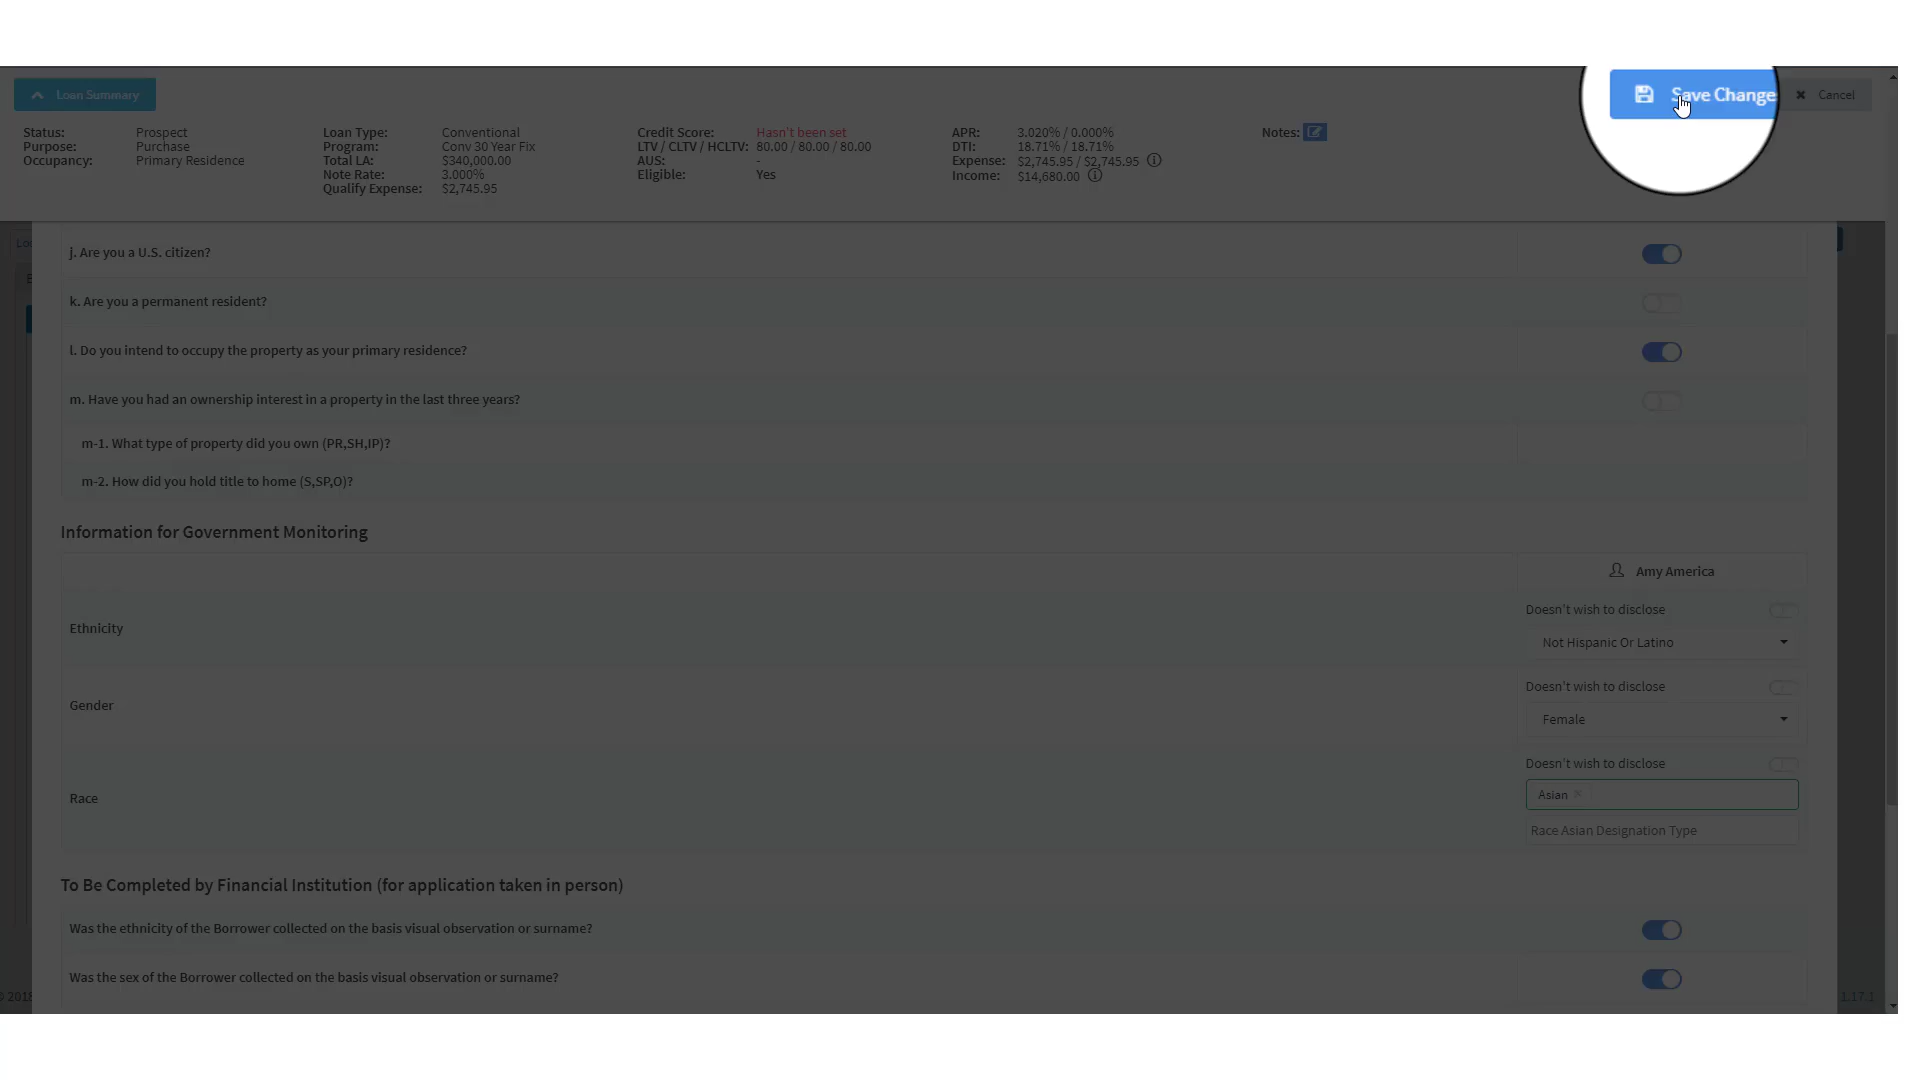 Loan Summary
Save Change
Cancel
Status: Prospect
Purpose: Purchase
Occupancy: Primary Residence
Loan Type: Conventional
Program: Conv 30 Year Fix
Total LA: $340,000.00
Note Rate: 3.000%
Qualify Expense: $2,745.95
Credit Score: Hasn't been set
LTV / CLTV / HCLTV: 80.00 / 80.00 / 80.00
AUS: -
Eligible: Yes
APR: 3.020% / 0.000%
DTI: 18.71% / 18.71%
Expense: $2,745.95 / $2,745.95
Income: $14,680.00
Notes:
j. Are you a U.S. citizen?
k. Are you a permanent resident?
l. Do you intend to occupy the property as your primary residence?
m. Have you had an ownership interest in a property in the last three years?
m-1. What type of property did you own (PR,SH,IP)?
m-2. How did you hold title to home (S,SP,O)?
Information for Government Monitoring
Amy America
Ethnicity
Doesn't wish to disclose
Not Hispanic Or Latino
Gender
Doesn't wish to disclose
Female
Race
Doesn't wish to disclose
Asian
Race Asian Designation Type
To Be Completed by Financial Institution (for application taken in person)
Was the ethnicity of the Borrower collected on the basis visual observation or surname?
Was the sex of the Borrower collected on the basis visual observation or surname?
© 2018
1.17.1